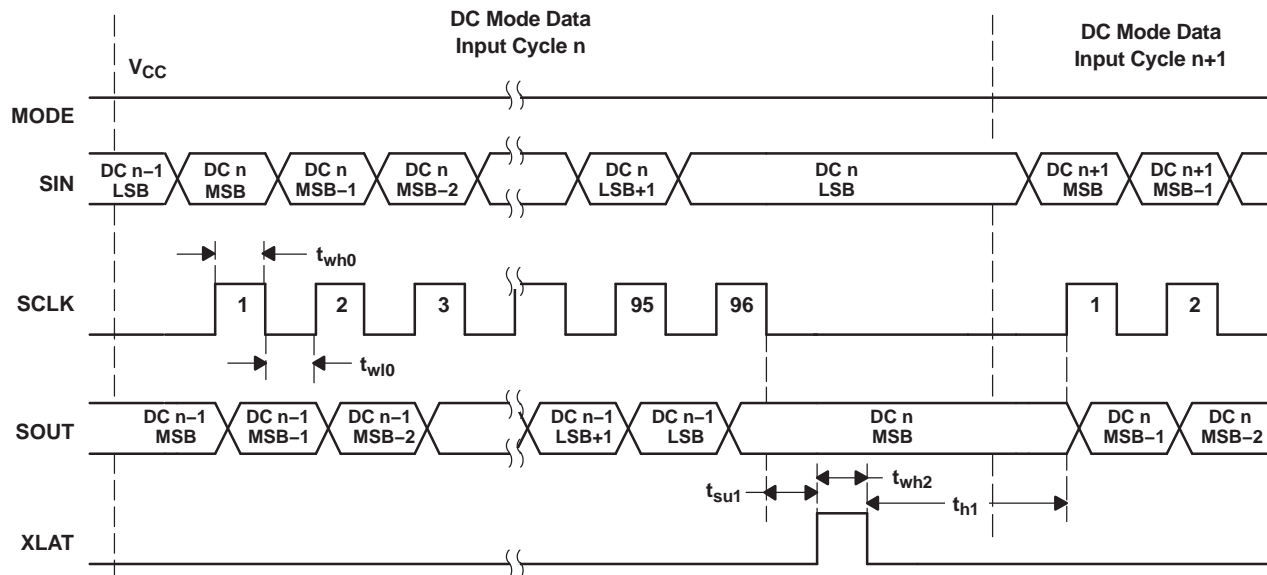 DC Mode Data
Input Cycle n
DC Mode Data
Input Cycle n+1
VCC
MODE
SIN
DC n−1
LSB
DC n
MSB
DC n
MSB−1
DC n
MSB−2
DC n
LSB+1
DC n
LSB
DC n+1
MSB
DC n+1
MSB−1
twh0
SCLK
1
2
3
95
96
1
2
twl0
SOUT
DC n−1
MSB
DC n−1
MSB−1
DC n−1
MSB−2
DC n−1
LSB+1
DC n−1
LSB
DC n
MSB
DC n
MSB−1
DC n
MSB−2
tsu1
twh2
th1
XLAT